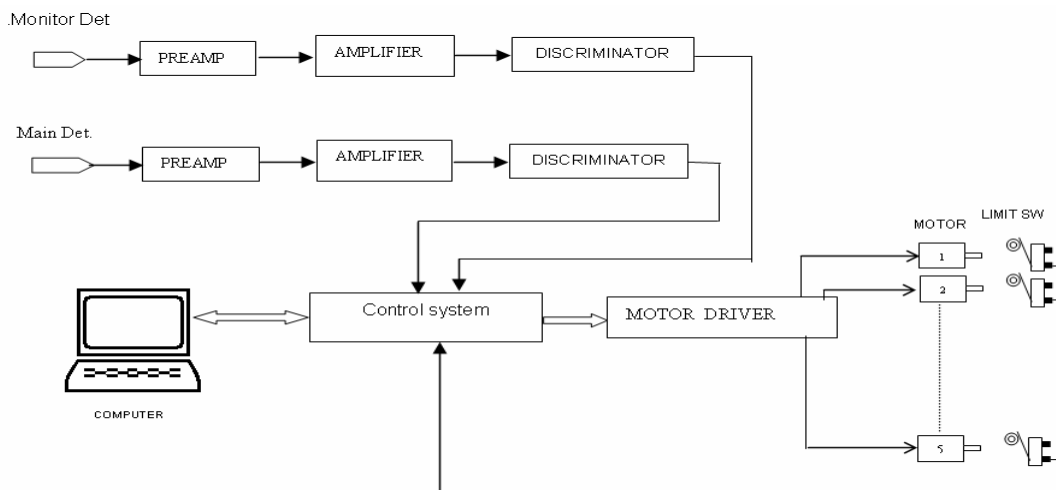 .Monitor Det
PREAMP
AMPLIFIER
DISCRIMINATOR
Main Det.
PREAMP
AMPLIFIER
DISCRIMINATOR
MOTOR
LIMIT SW
1
2
Control system
MOTOR DRIVER
COMPUTER
5